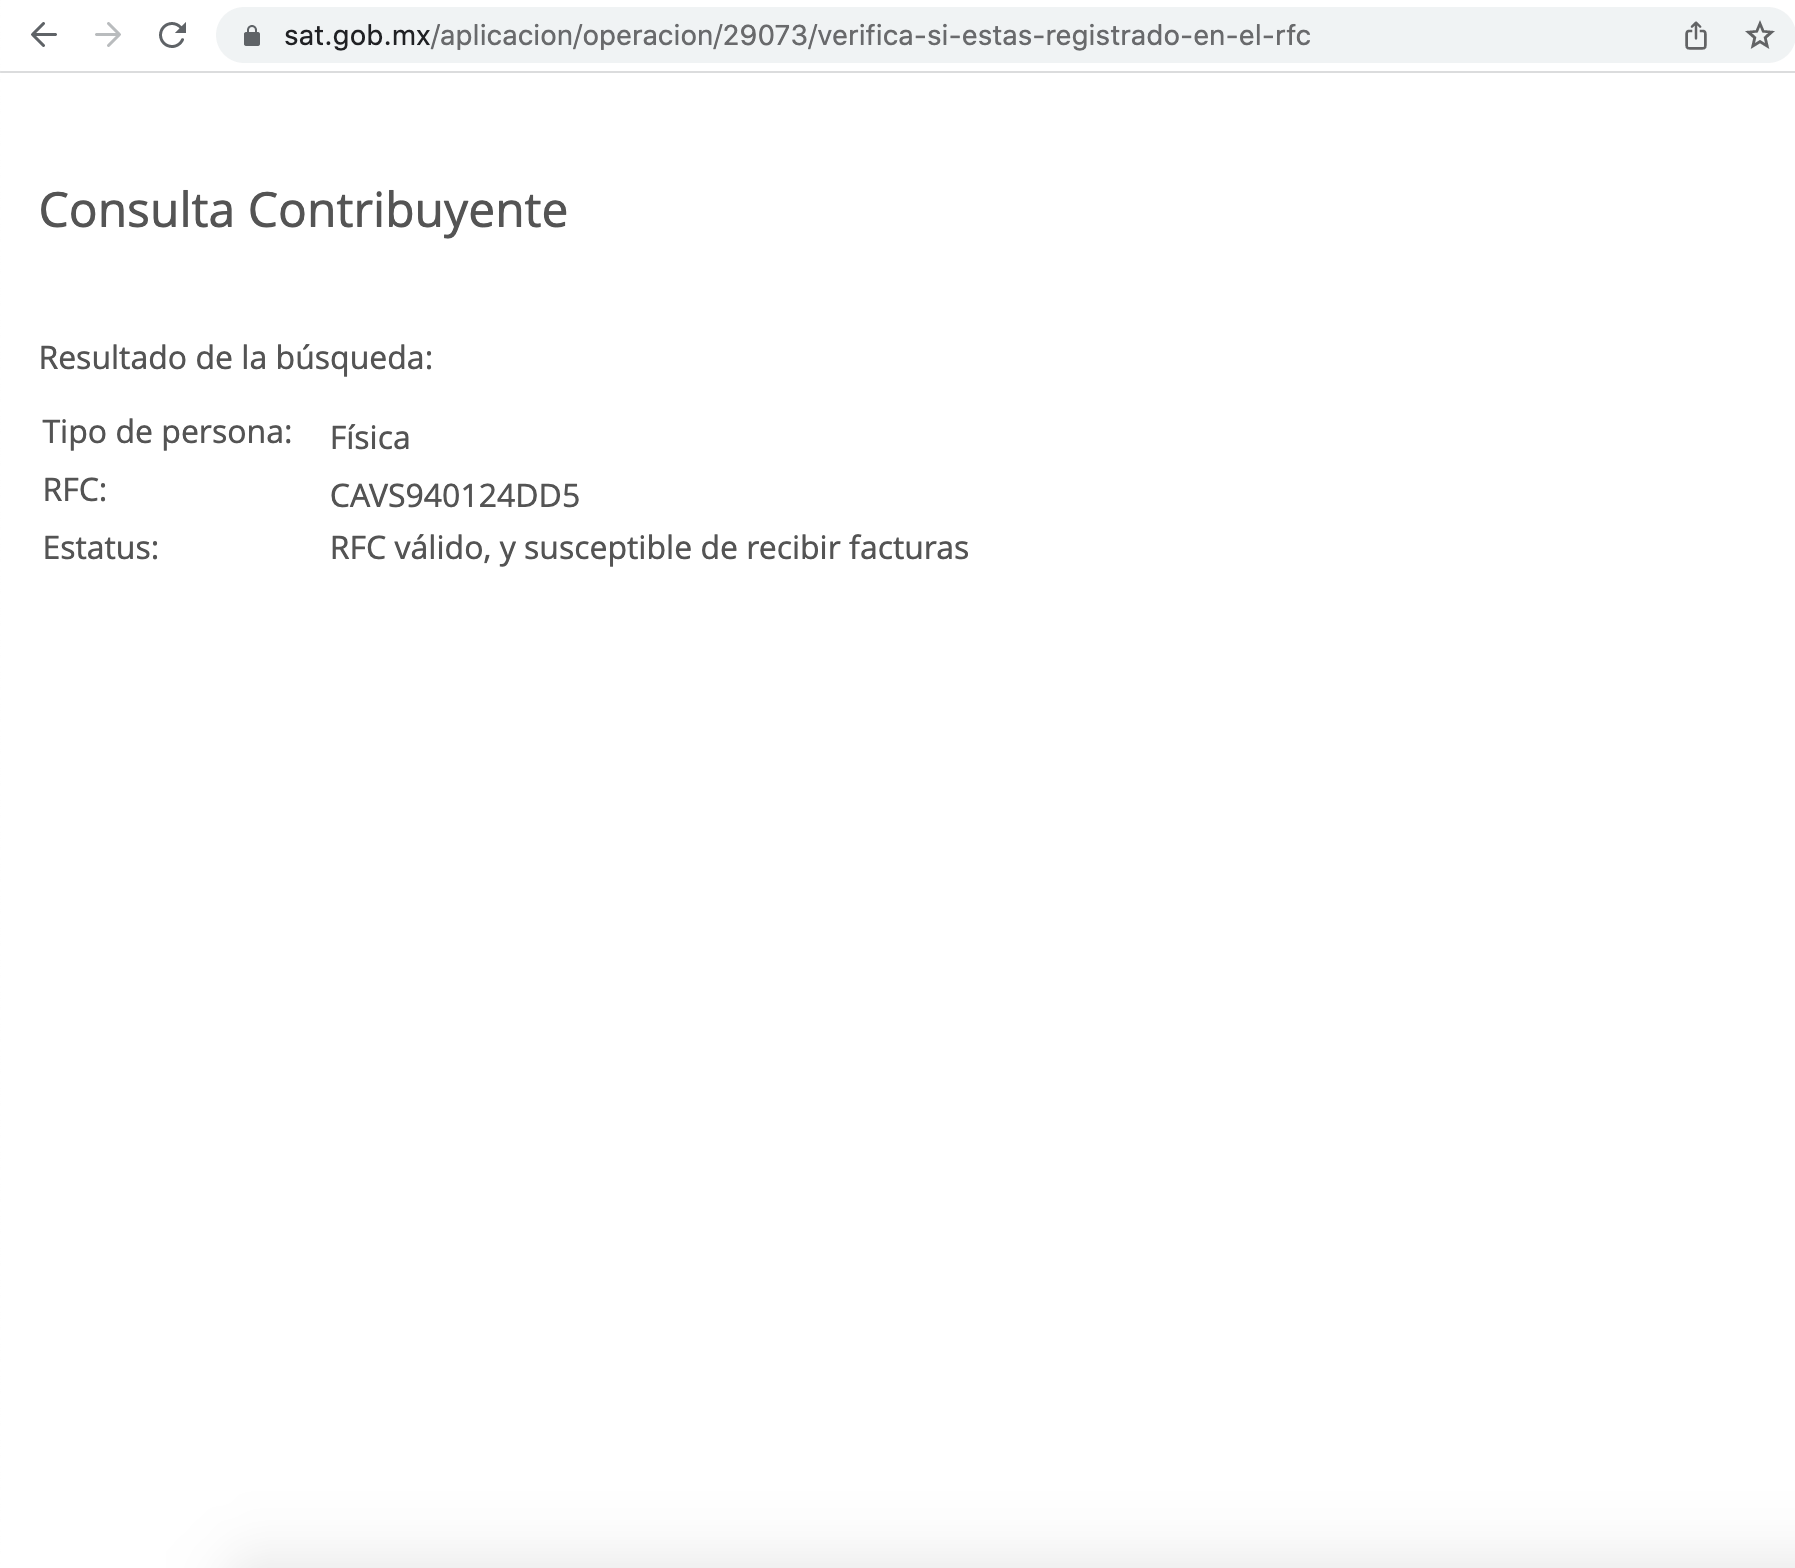 sat.gob.mx/aplicacion/operacion/29073/verifica-si-estas-registrado-en-el-rfc
Consulta Contribuyente
Resultado de la búsqueda:
Tipo de persona: Física
RFC: CAVS940124DD5
Estatus: RFC válido, y susceptible de recibir facturas